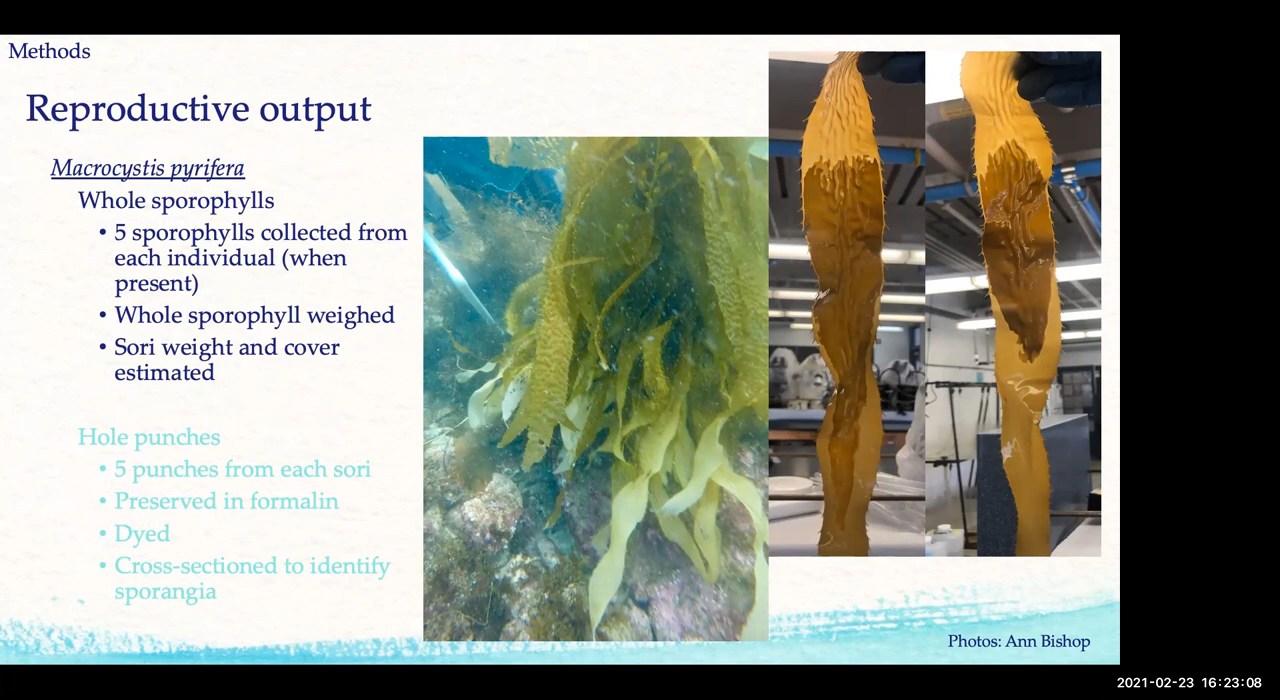 Methods
Reproductive output
Macrocystis pyrifera
Whole sporophylls
• 5 sporophylls collected from
each individual (when
present)
• Whole sporophyll weighed
• Sori weight and cover
estimated
Hole punches
• 5 punches from each sori
• Preserved in formalin
• Dyed
• Cross-sectioned to identify
sporangia
Photos: Ann Bishop
2021-02-23 16:23:08